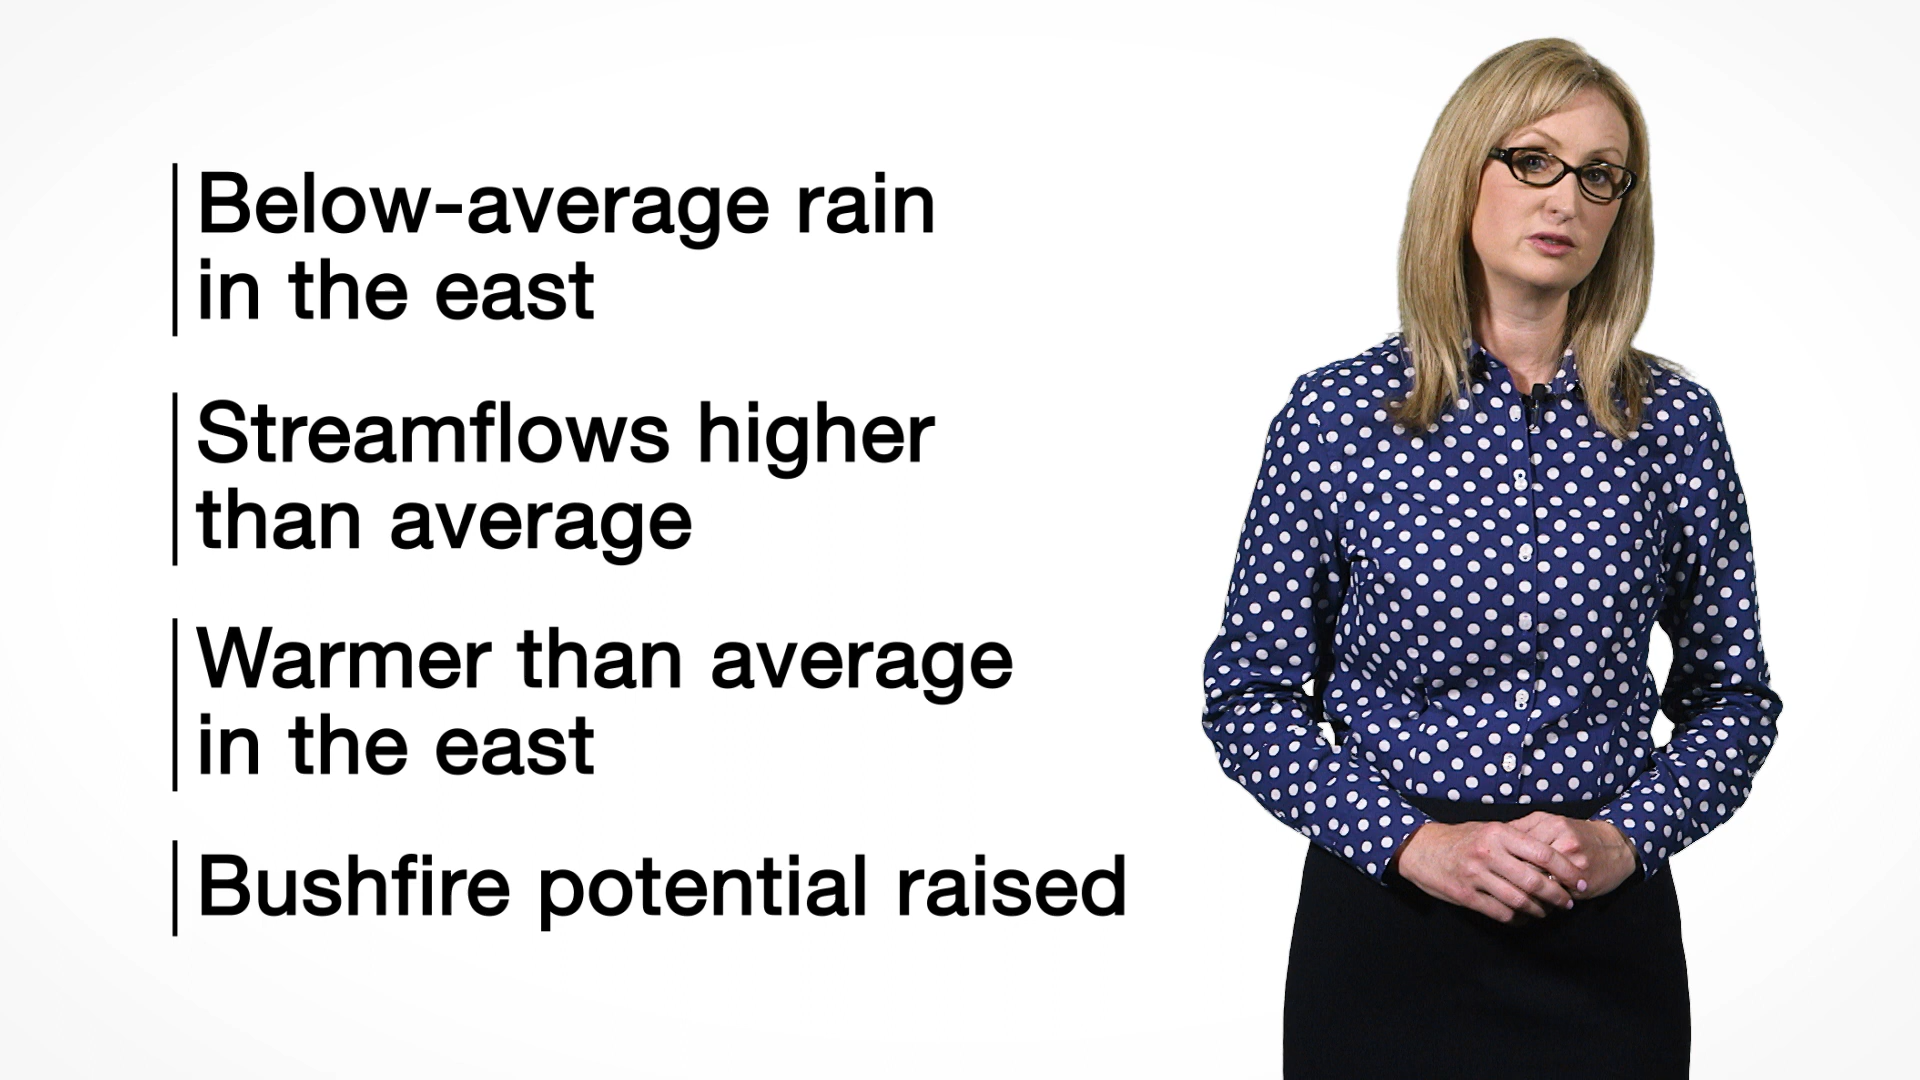 Below-average rain
in the east
Streamflows higher
than average
Warmer than average
in the east
Bushfire potential raised